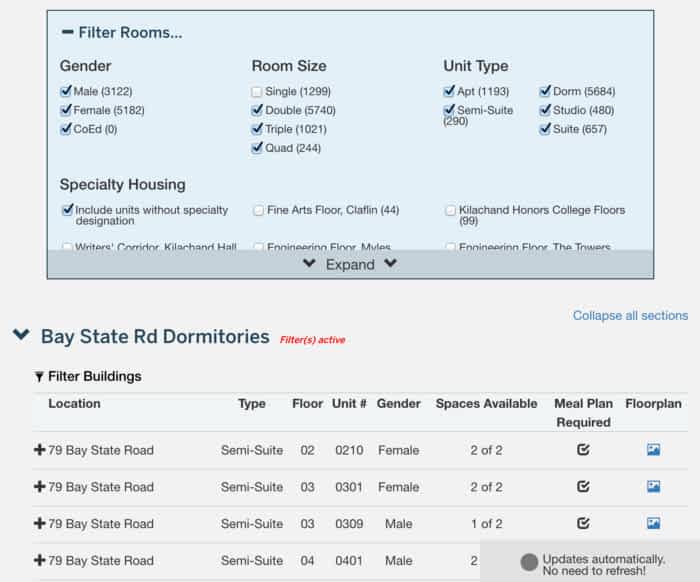 Filter Rooms...
Gender
Room Size
Unit Type
Male (3122)
Single (1299)
Apt (1193)
Dorm (5684)
Female (5182)
Double (5740)
Semi-Suite
(290)
Studio (480)
CoEd (0)
Triple (1021)
Suite (657)
Quad (244)
Specialty Housing
Include units without specialty
designation
Fine Arts Floor, Claflin (44)
Kilachand Honors College Floors
(99)
Writers' Corridor, Kilachand Hall
Engineering Floor, Myles
Engineering Floor, The Towers
Expand
Collapse all sections
Bay State Rd Dormitories Filter(s) active
Filter Buildings
Location Type Floor Unit # Gender Spaces Available Meal Plan Required Floorplan
79 Bay State Road Semi-Suite 02 0210 Female 2 of 2
79 Bay State Road Semi-Suite 03 0301 Female 2 of 2
79 Bay State Road Semi-Suite 03 0309 Male 1 of 2
79 Bay State Road Semi-Suite 04 0401 Male 2
Updates automatically.
No need to refresh!